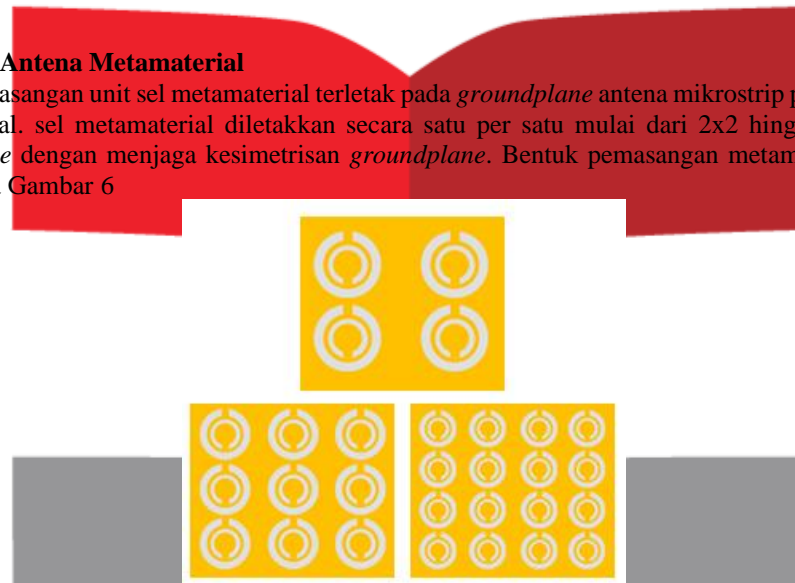 Antena Metamaterial
asangan unit sel metamaterial terletak pada groundplane antena mikrostrip p
al. sel metamaterial diletakkan secara satu per satu mulai dari 2x2 hing
e dengan menjaga kesimetrisan groundplane. Bentuk pemasangan metam
Gambar 6